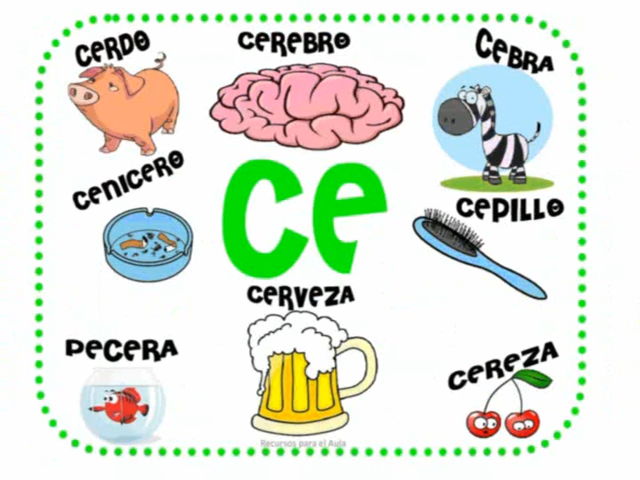 CERDO
CEREBRO
CEBRA
CENICERO
ce
CEPILLO
CERVEZA
PECERA
CEREZA
Recursos para el Aula